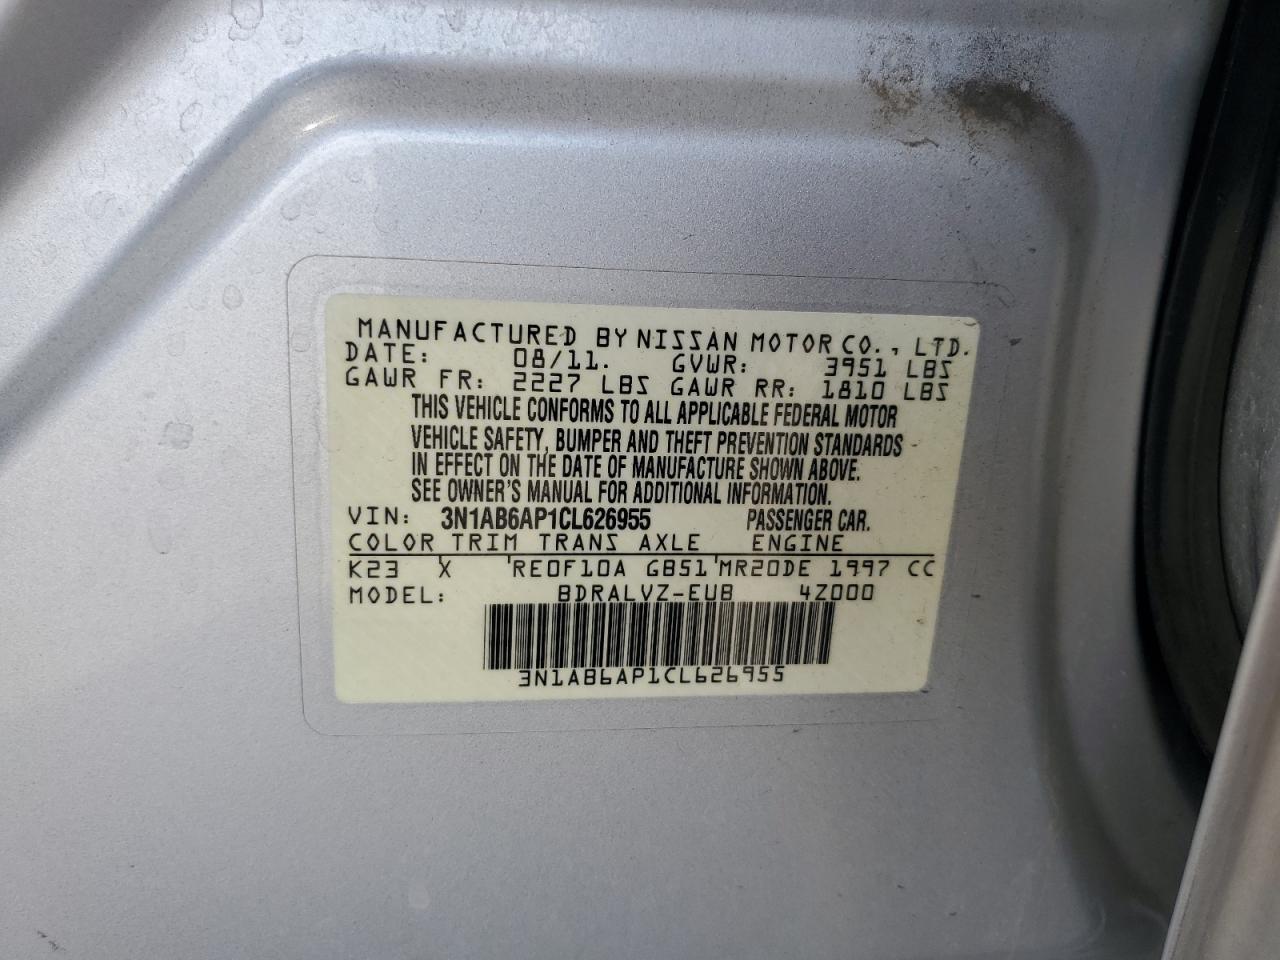 MANUFACTURED BY NISSAN MOTOR CO., LTD.
DATE: 08/11. GVWR: 3951 LBS
GAWR FR: 2227 LBS GAWR RR: 1810 LBS
THIS VEHICLE CONFORMS TO ALL APPLICABLE FEDERAL MOTOR
VEHICLE SAFETY, BUMPER AND THEFT PREVENTION STANDARDS
IN EFFECT ON THE DATE OF MANUFACTURE SHOWN ABOVE.
SEE OWNER'S MANUAL FOR ADDITIONAL INFORMATION.
VIN: 3N1AB6AP1CL626955 PASSENGER CAR.
COLOR TRIM TRANS AXLE ENGINE
K23 X RE0F10A GB51 MR20DE 1997 CC
MODEL: BDRALVZ-EUB 4Z000
3N1AB6AP1CL626955